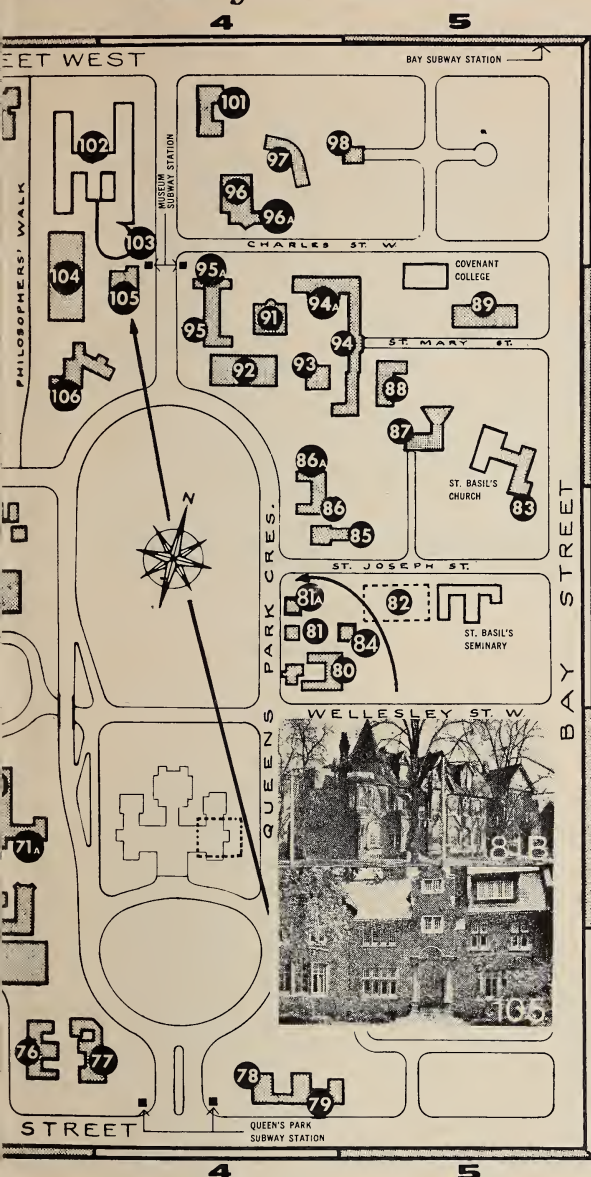 4
5
EET WEST
BAY SUBWAY STATION
101
102
97
98
MUSEUM
SUBWAY STATION
96
96A
PHILOSOPHERS' WALK
103
CHARLES ST. W.
104
105
95A
COVENANT
COLLEGE
94A
89
91
95
94
ST. MARY ST.
92
93
88
106
87
86A
ST. BASIL'S
CHURCH
83
86
N
85
QUEENS PARK CRES.
BAY STREET
ST. JOSEPH ST.
81A
82
81
84
ST. BASIL'S
SEMINARY
80
WELLESLEY ST. W.
81B
71A
105
76
77
78
79
STREET
QUEEN'S PARK
SUBWAY STATION
4
5